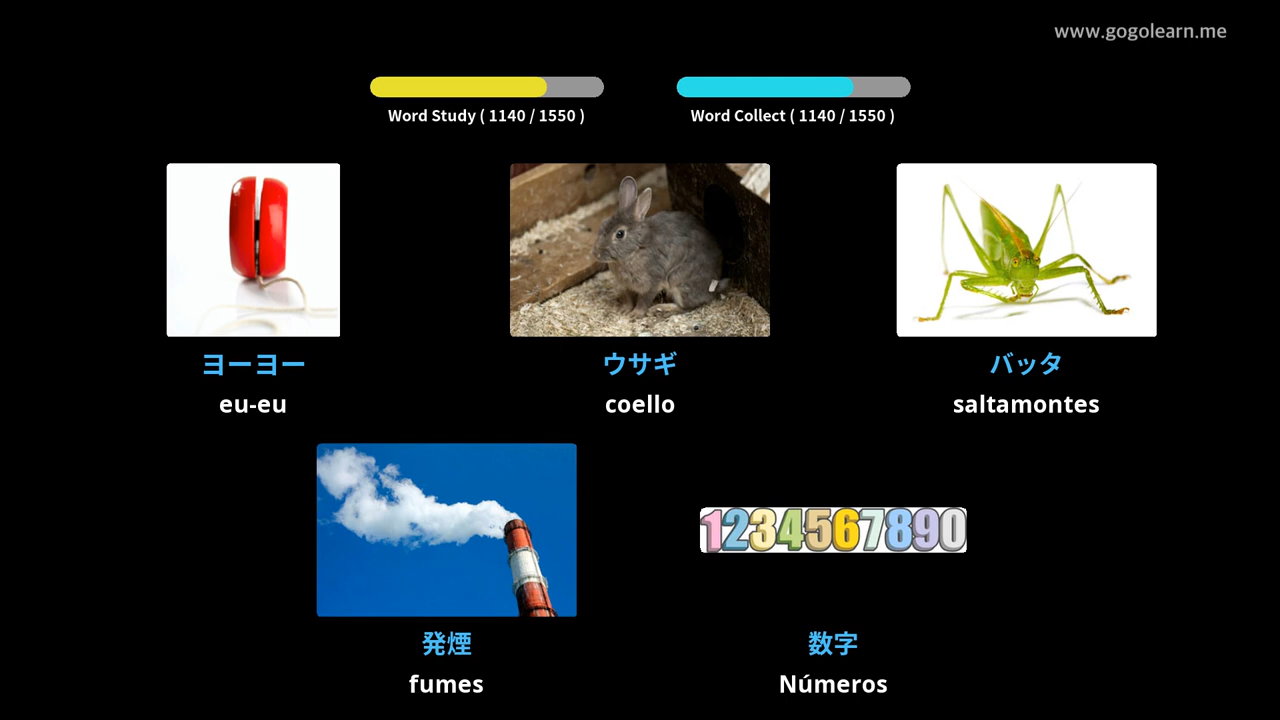 www.gogolearn.me
Word Study ( 1140 / 1550 )
Word Collect ( 1140 / 1550 )
ヨーヨー
eu-eu
ウサギ
coello
バッタ
saltamontes
1234567890
発煙
fumes
数字
Números